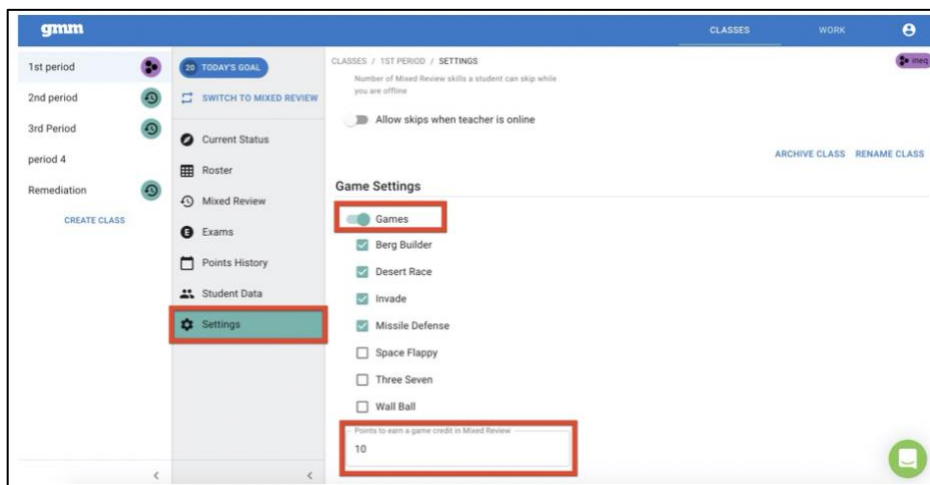 gmm
CLASSES
WORK
1st period
2nd period
3rd Period
period 4
Remediation
CREATE CLASS
20 TODAY'S GOAL
SWITCH TO MIXED REVIEW
Current Status
Roster
Mixed Review
Exams
Points History
Student Data
Settings
CLASSES / 1ST PERIOD / SETTINGS
ineq
Number of Mixed Review skills a student can skip while
you are offline
Allow skips when teacher is online
ARCHIVE CLASS RENAME CLASS
Game Settings
Games
Berg Builder
Desert Race
Invade
Missile Defense
Space Flappy
Three Seven
Wall Ball
Points to earn a game credit in Mixed Review
10